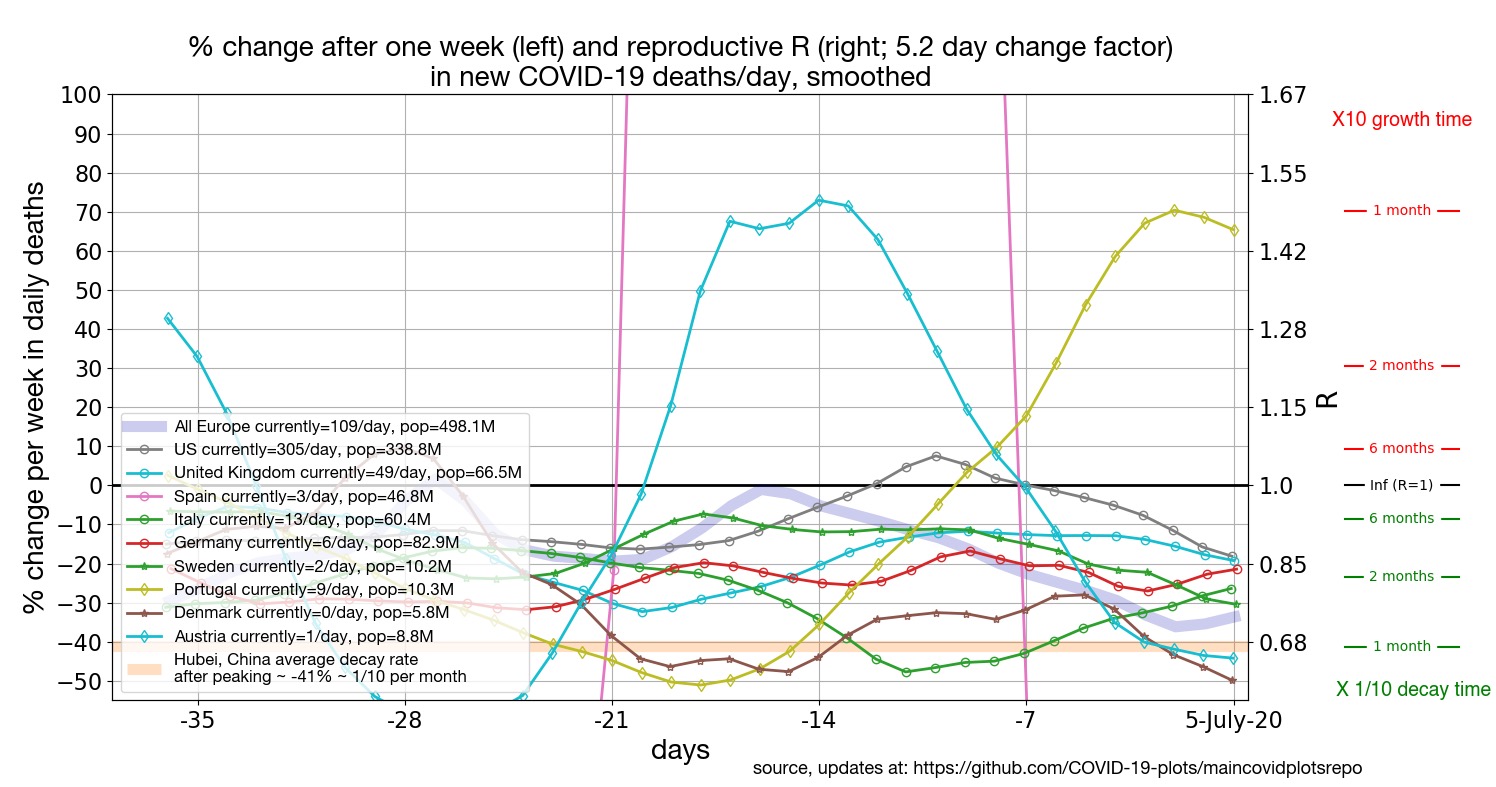 % change after one week (left) and reproductive R (right; 5.2 day change factor)
in new COVID-19 deaths/day, smoothed
% change per week in daily deaths
100
90
80
70
60
50
40
30
20
10
0
−10
−20
−30
−40
−50
All Europe currently=109/day, pop=498.1M
US currently=305/day, pop=338.8M
United Kingdom currently=49/day, pop=66.5M
Spain currently=3/day, pop=46.8M
Italy currently=13/day, pop=60.4M
Germany currently=6/day, pop=82.9M
Sweden currently=2/day, pop=10.2M
Portugal currently=9/day, pop=10.3M
Denmark currently=0/day, pop=5.8M
Austria currently=1/day, pop=8.8M
Hubei, China average decay rate
after peaking ~ -41% ~ 1/10 per month
-35
-28
-21
-14
-7
5-July-20
days
1.67
1.55
1.42
1.28
1.15
1.0
0.85
0.68
R
X10 growth time
1 month
2 months
6 months
Inf (R=1)
6 months
2 months
1 month
X 1/10 decay time
source, updates at: https://github.com/COVID-19-plots/maincovidplotsrepo